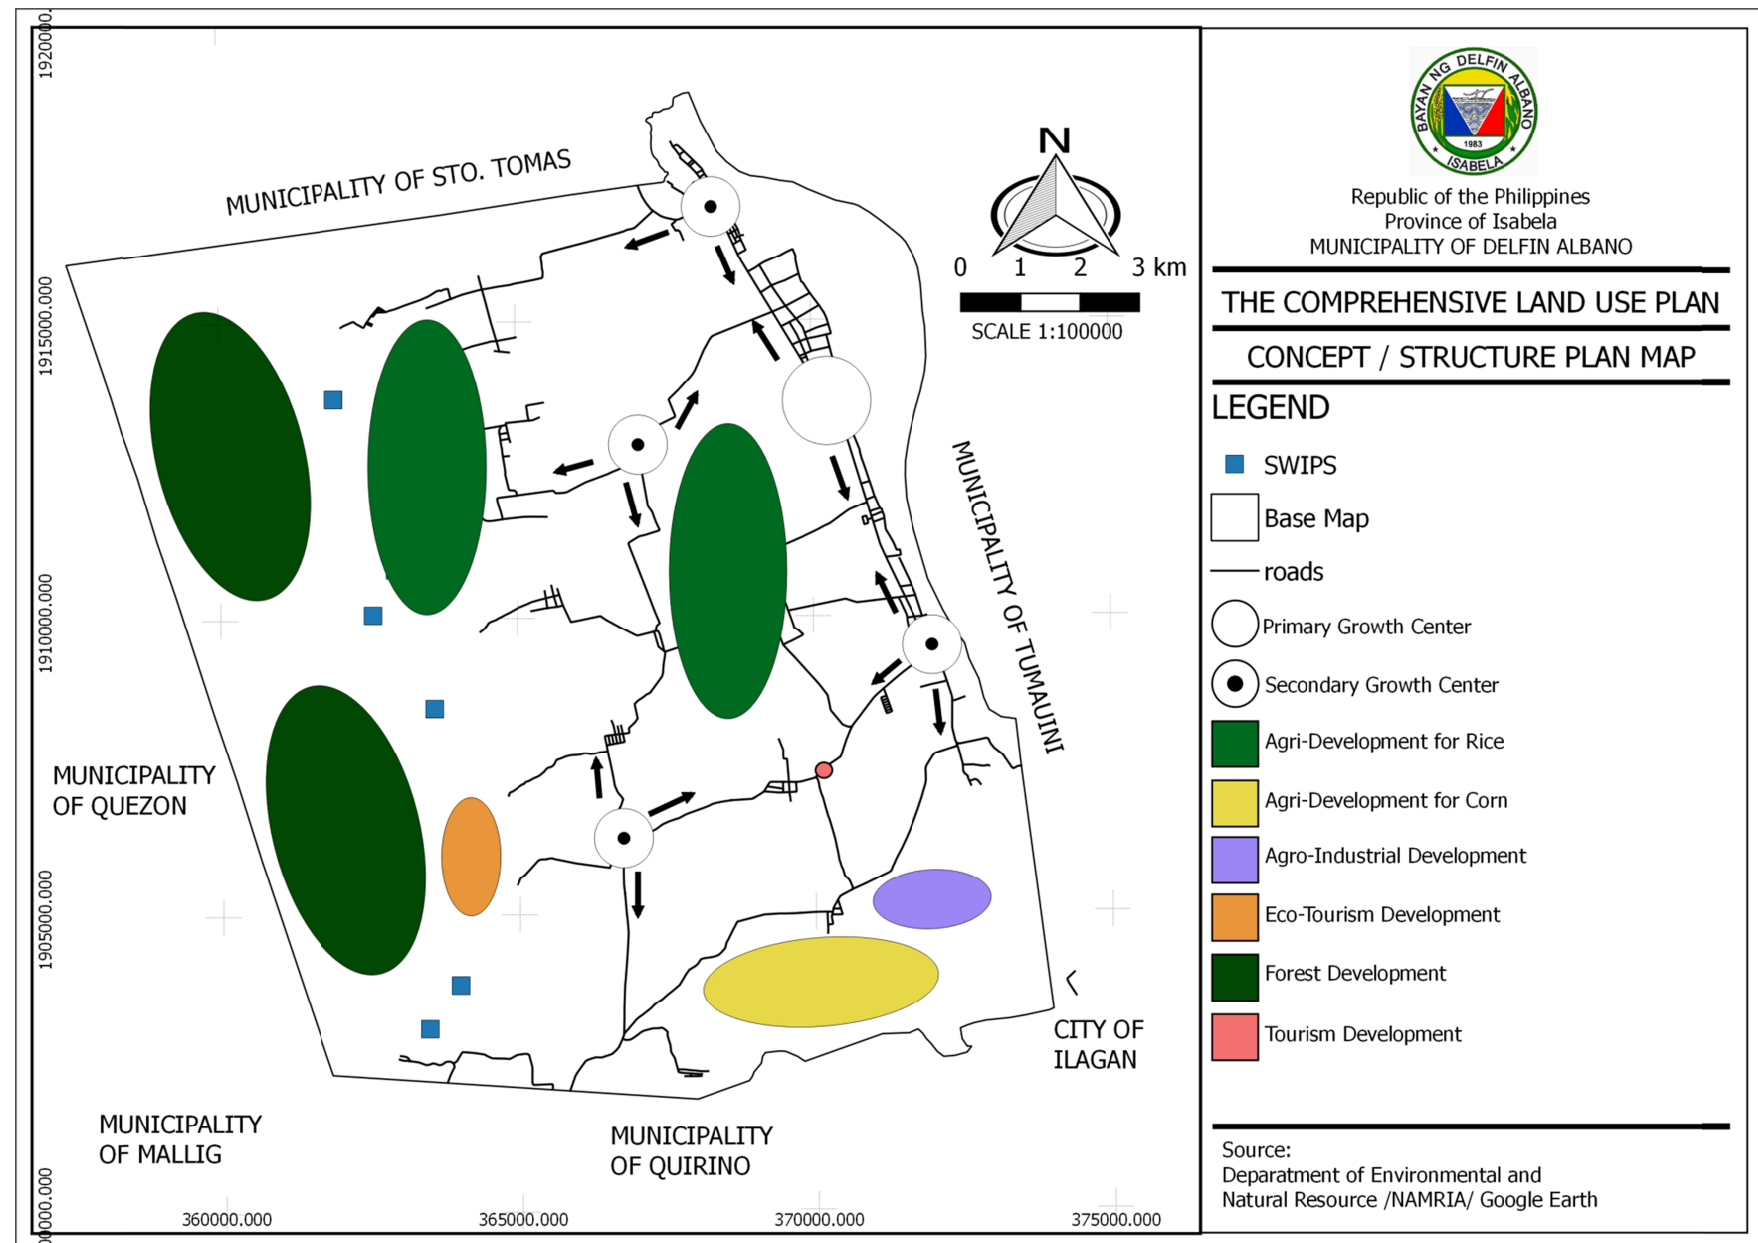 1920000.
1915000.000
1910000.000
1905000.000
00000.000
360000.000
365000.000
370000.000
375000.000
MUNICIPALITY OF STO. TOMAS
MUNICIPALITY OF TUMAUINI
MUNICIPALITY
OF QUEZON
MUNICIPALITY
OF MALLIG
MUNICIPALITY
OF QUIRINO
CITY OF
ILAGAN
N
0 1 2 3 km
SCALE 1:100000
BAYAN NG DELFIN ALBANO
1983
ISABELA
Republic of the Philippines
Province of Isabela
MUNICIPALITY OF DELFIN ALBANO
THE COMPREHENSIVE LAND USE PLAN
CONCEPT / STRUCTURE PLAN MAP
LEGEND
SWIPS
Base Map
roads
Primary Growth Center
Secondary Growth Center
Agri-Development for Rice
Agri-Development for Corn
Agro-Industrial Development
Eco-Tourism Development
Forest Development
Tourism Development
Source:
Deparatment of Environmental and
Natural Resource /NAMRIA/ Google Earth